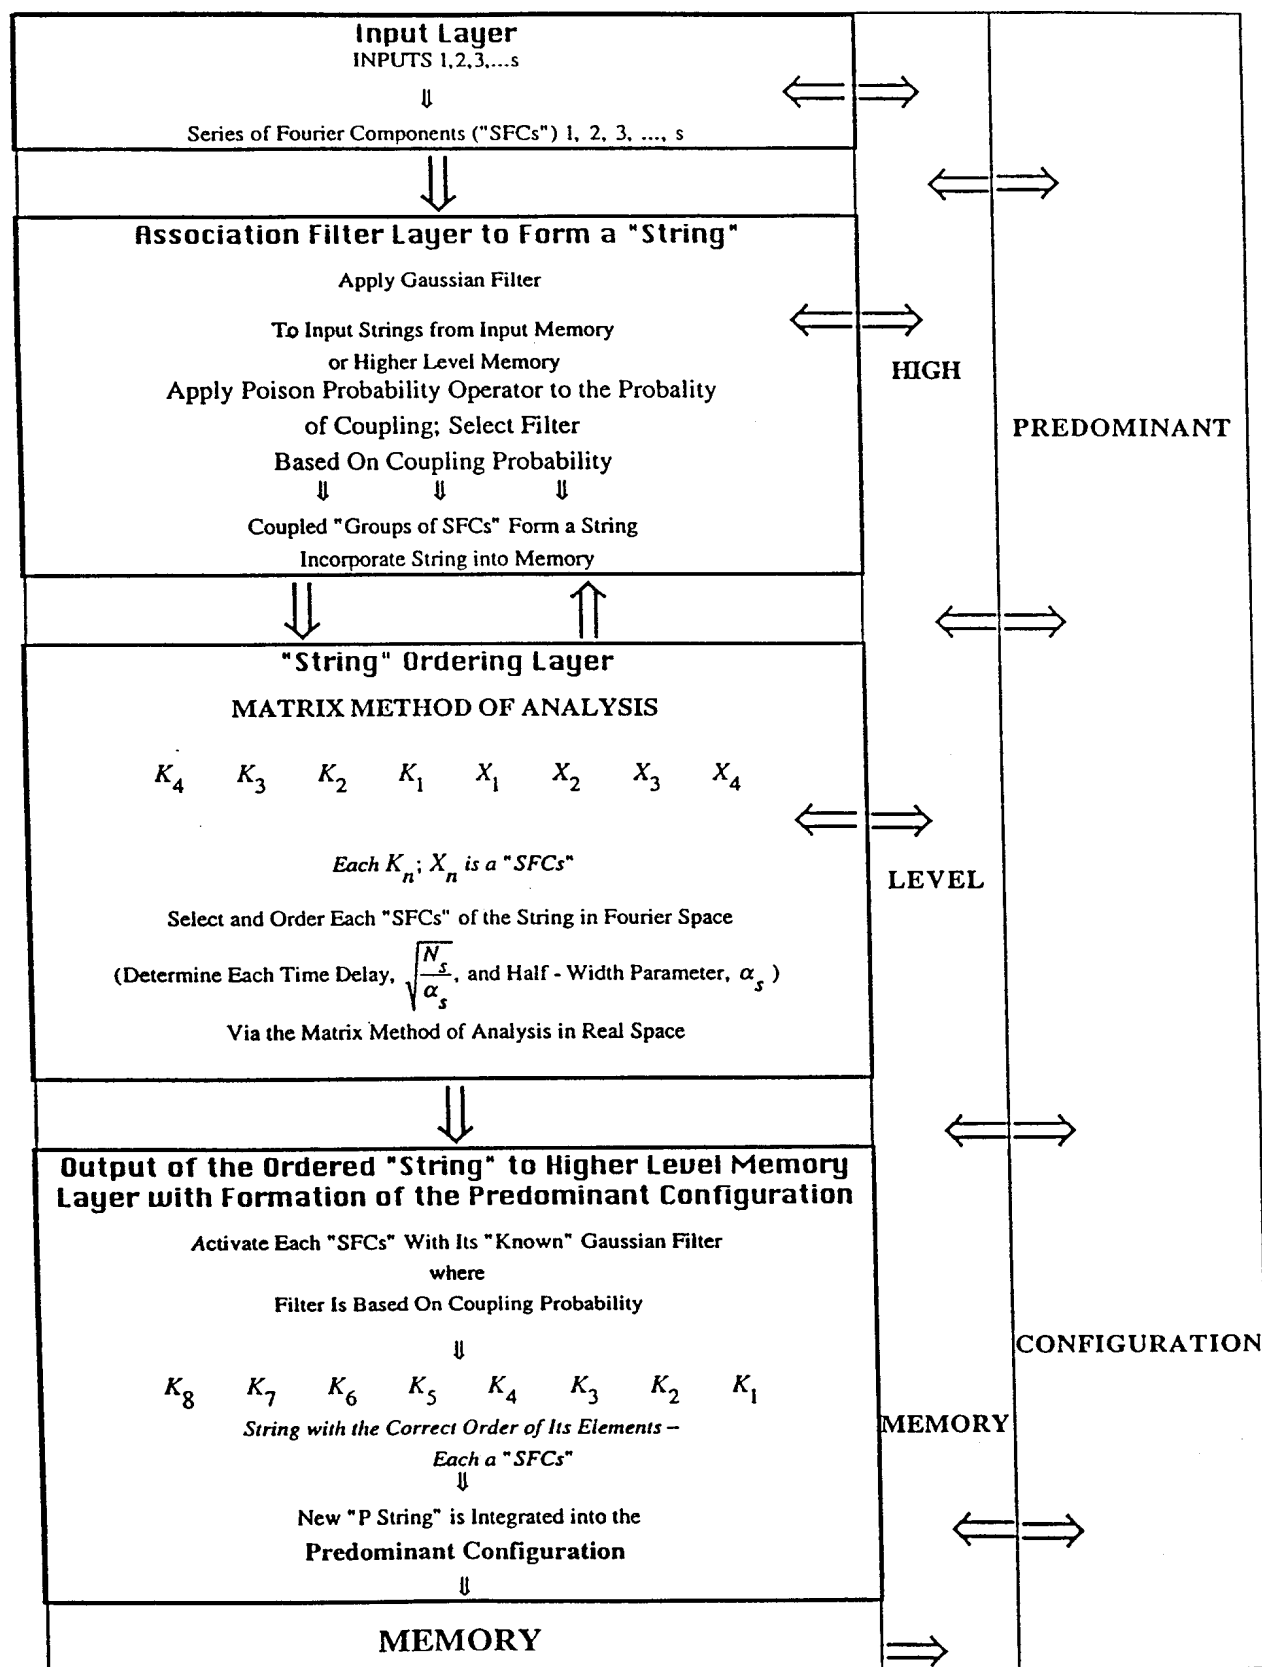 Input Layer
INPUTS 1,2,3,...s
⇓
Series of Fourier Components ("SFCs") 1, 2, 3, ..., s
Association Filter Layer to Form a "String"
Apply Gaussian Filter
To Input Strings from Input Memory
or Higher Level Memory
Apply Poison Probability Operator to the Probality
of Coupling; Select Filter
Based On Coupling Probability
⇓ ⇓ ⇓
Coupled "Groups of SFCs" Form a String
Incorporate String into Memory
"String" Ordering Layer
MATRIX METHOD OF ANALYSIS
K4 K3 K2 K1 X1 X2 X3 X4
Each Kn; Xn is a "SFCs"
Select and Order Each "SFCs" of the String in Fourier Space
(Determine Each Time Delay, √(Ns/αs), and Half - Width Parameter, αs )
Via the Matrix Method of Analysis in Real Space
Output of the Ordered "String" to Higher Level Memory
Layer with Formation of the Predominant Configuration
Activate Each "SFCs" With Its "Known" Gaussian Filter
where
Filter Is Based On Coupling Probability
⇓
K8 K7 K6 K5 K4 K3 K2 K1
String with the Correct Order of Its Elements –
Each a "SFCs"
⇓
New "P String" is Integrated into the
Predominant Configuration
⇓
MEMORY
HIGH
LEVEL
MEMORY
PREDOMINANT
CONFIGURATION